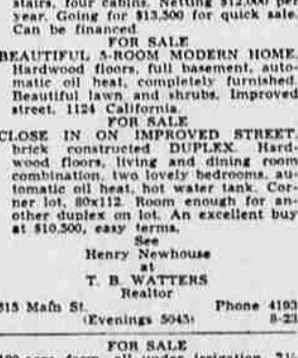 stairs, four cabins. Netting $12,000 per
year. Going for $13,500 for quick sale.
Can be financed.
FOR SALE
BEAUTIFUL 5-ROOM MODERN HOME.
Hardwood floors, full basement, auto-
matic oil heat, completely furnished.
Beautiful lawn and shrubs. Improved
street. 1124 California.
FOR SALE
CLOSE IN ON IMPROVED STREET,
brick constructed DUPLEX. Hard-
wood floors, living and dining room
combination, two lovely bedrooms, au-
tomatic oil heat, hot water tank. Cor-
ner lot, 80x112. Room enough for an-
other duplex on lot. An excellent buy
at $10,500, easy terms.
See
Henry Newhouse
at
T. B. WATTERS
Realtor
615 Main St. Phone 4193
(Evenings 5045) 8-23
FOR SALE
farm, all under irrigation,